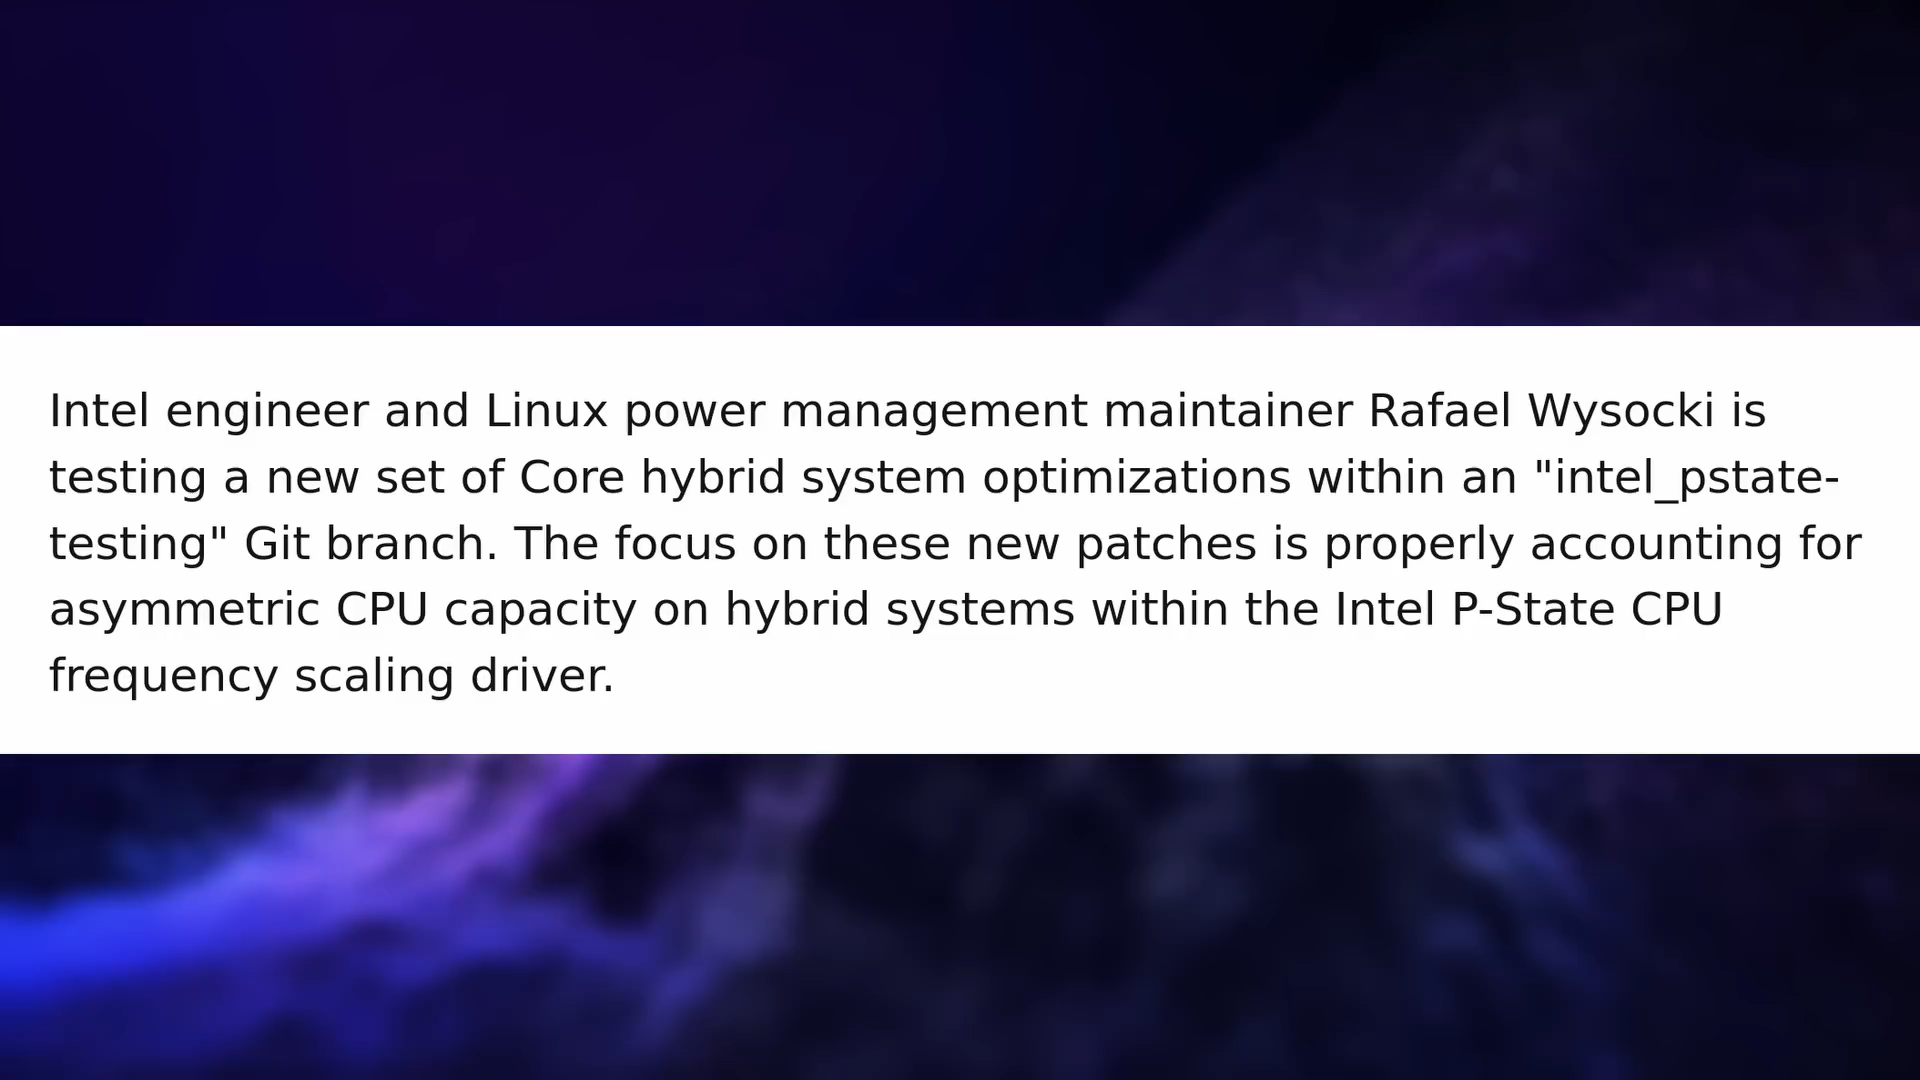 Intel engineer and Linux power management maintainer Rafael Wysocki is
testing a new set of Core hybrid system optimizations within an "intel_pstate-
testing" Git branch. The focus on these new patches is properly accounting for
asymmetric CPU capacity on hybrid systems within the Intel P-State CPU
frequency scaling driver.